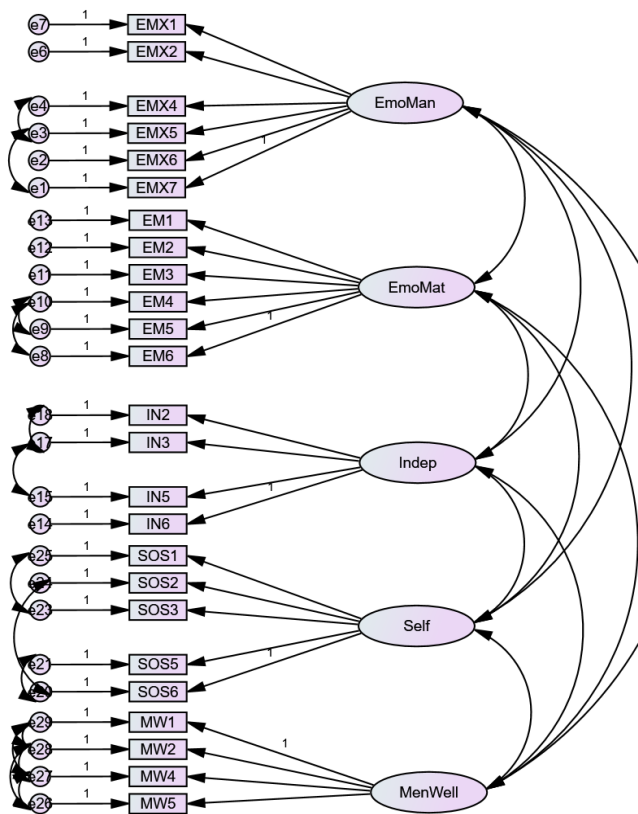 e7 1 EMX1
e6 1 EMX2
e4 1 EMX4
EmoMan
e3 1 EMX5
e2 1 EMX6 1
e1 1 EMX7
e13 1 EM1
e12 1 EM2
e11 1 EM3
EmoMat
e10 1 EM4
e9 1 EM5 1
e8 1 EM6
e18 1 IN2
17 1 IN3
Indep
e15 1 IN5 1
e14 1 IN6
e25 1 SOS1
e24 1 SOS2
e23 1 SOS3
Self
e21 1 SOS5 1
e20 1 SOS6
e29 1 MW1
1
e28 1 MW2
e27 1 MW4
MenWell
e26 1 MW5